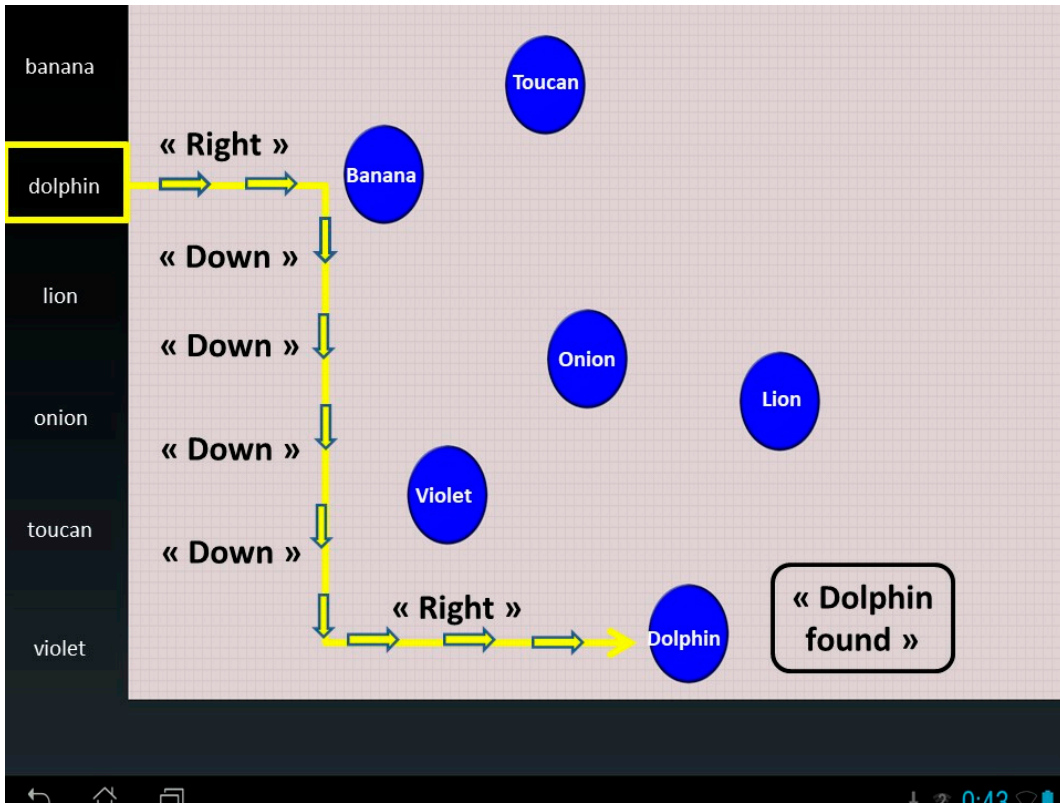 banana
dolphin
lion
onion
toucan
violet
Toucan
« Right »
Banana
« Down »
« Down »
Onion
Lion
« Down »
Violet
« Down »
« Right »
Dolphin
« Dolphin
found »
0:43